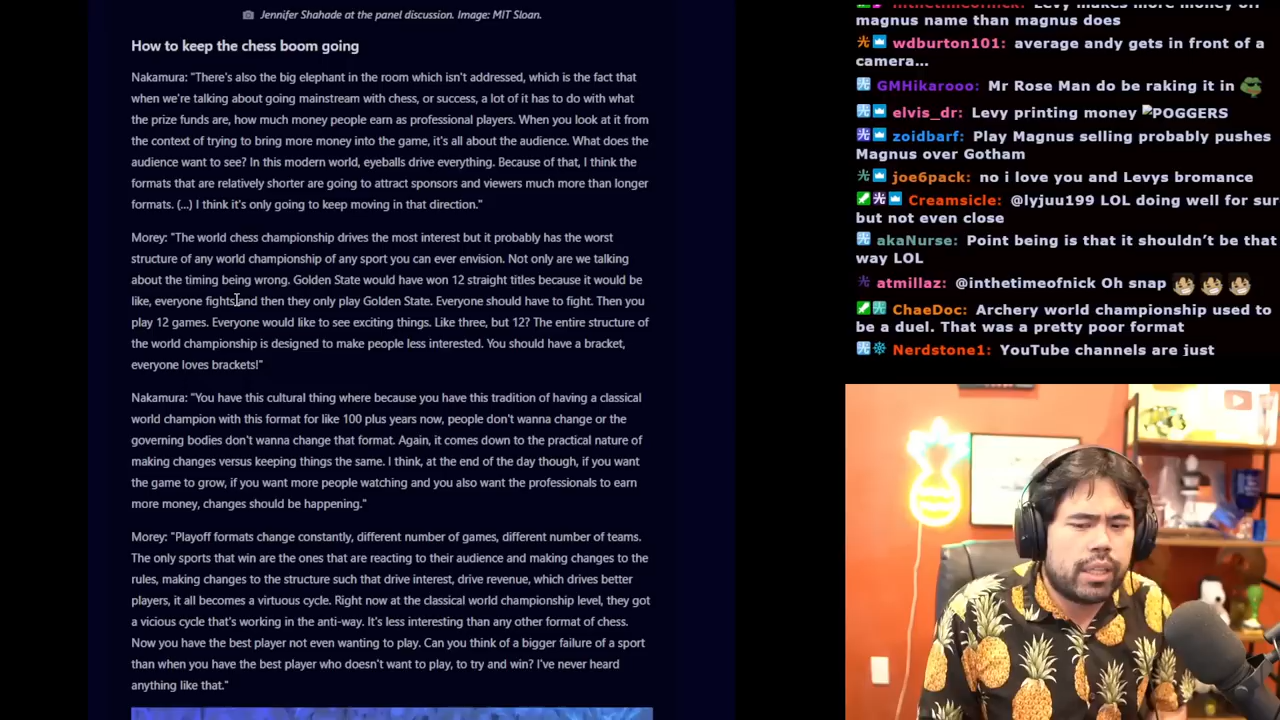 Jennifer Shahade at the panel discussion. Image: MIT Sloan.
How to keep the chess boom going
Nakamura: "There's also the big elephant in the room which isn't addressed, which is the fact that
when we're talking about going mainstream with chess, or success, a lot of it has to do with what
the prize funds are, how much money people earn as professional players. When you look at it from
the context of trying to bring more money into the game, it's all about the audience. What does the
audience want to see? In this modern world, eyeballs drive everything. Because of that, I think the
formats that are relatively shorter are going to attract sponsors and viewers much more than longer
formats. (...) I think it's only going to keep moving in that direction."
Morey: "The world chess championship drives the most interest but it probably has the worst
structure of any world championship of any sport you can ever envision. Not only are we talking
about the timing being wrong. Golden State would have won 12 straight titles because it would be
like, everyone fights and then they only play Golden State. Everyone should have to fight. Then you
play 12 games. Everyone would like to see exciting things. Like three, but 12? The entire structure of
the world championship is designed to make people less interested. You should have a bracket,
everyone loves brackets!"
Nakamura: "You have this cultural thing where because you have this tradition of having a classical
world champion with this format for like 100 plus years now, people don't wanna change or the
governing bodies don't wanna change that format. Again, it comes down to the practical nature of
making changes versus keeping things the same. I think, at the end of the day though, if you want
the game to grow, if you want more people watching and you also want the professionals to earn
more money, changes should be happening."
Morey: "Playoff formats change constantly, different number of games, different number of teams.
The only sports that win are the ones that are reacting to their audience and making changes to the
rules, making changes to the structure such that drive interest, drive revenue, which drives better
players, it all becomes a virtuous cycle. Right now at the classical world championship level, they got
a vicious cycle that's working in the anti-way. It's less interesting than any other format of chess.
Now you have the best player not even wanting to play. Can you think of a bigger failure of a sport
than when you have the best player who doesn't want to play, to try and win? I've never heard
anything like that."
inthetimeofnick: Levy makes more money off
magnus name than magnus does
wdburton101: average andy gets in front of a
camera...
GMHikarooo: Mr Rose Man do be raking it in
elvis_dr: Levy printing money POGGERS
zoidbarf: Play Magnus selling probably pushes
Magnus over Gotham
joe6pack: no i love you and Levys bromance
Creamsicle: @lyjuu199 LOL doing well for sur
but not even close
akaNurse: Point being is that it shouldn't be that
way LOL
atmillaz: @inthetimeofnick Oh snap
ChaeDoc: Archery world championship used to
be a duel. That was a pretty poor format
Nerdstone1: YouTube channels are just